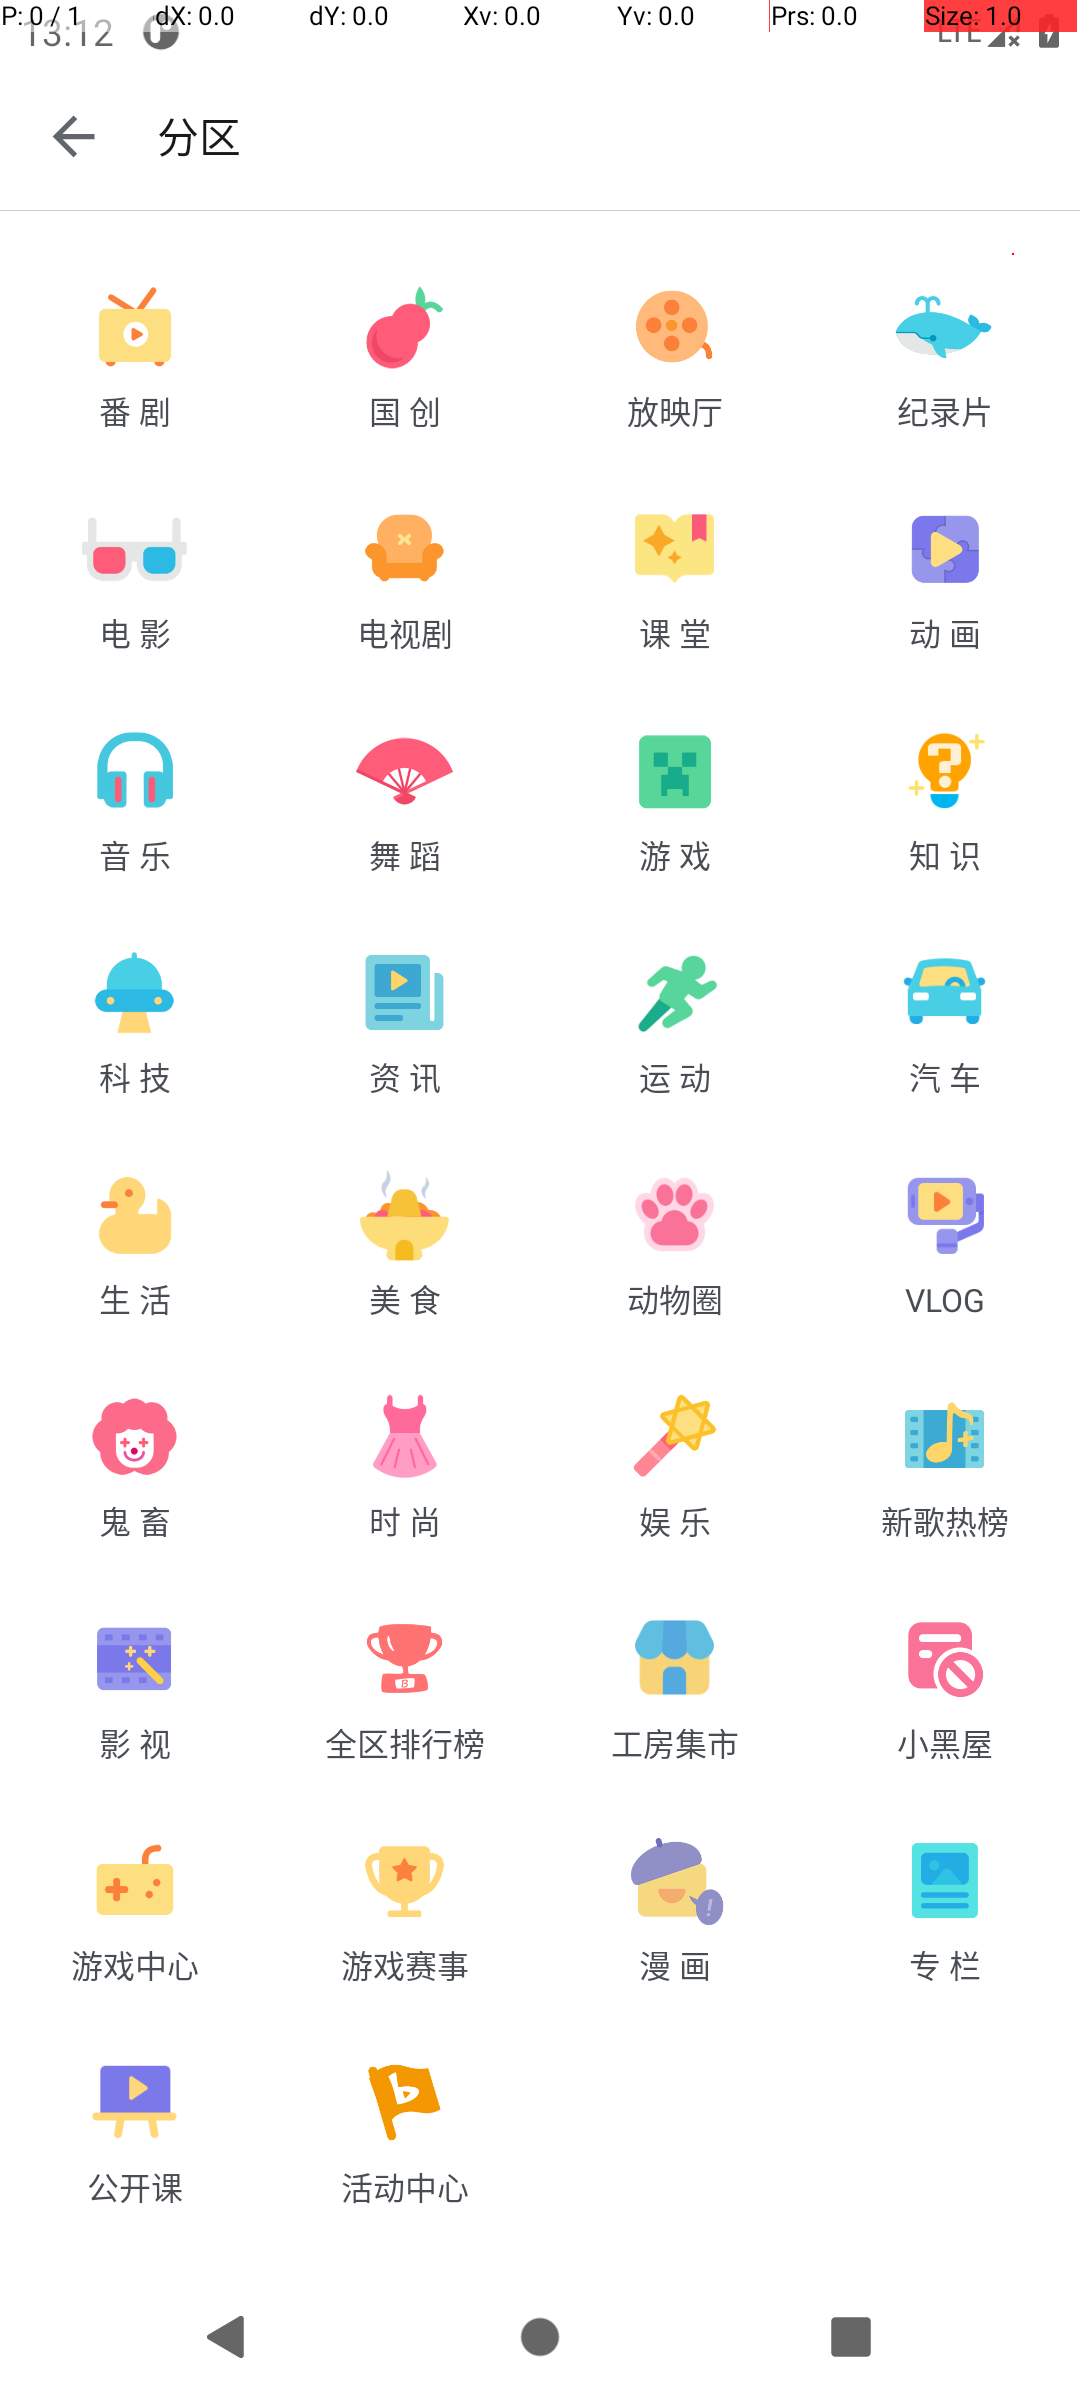 P: 0 / 1 dX: 0.0 dY: 0.0 Xv: 0.0 Yv: 0.0 Prs: 0.0 Size: 1.0
13:12 LTE
分区
番剧 国创 放映厅 纪录片
电影 电视剧 课堂 动画
音乐 舞蹈 游戏 知识
科技 资讯 运动 汽车
生活 美食 动物圈 VLOG
鬼畜 时尚 娱乐 新歌热榜
影视 全区排行榜 工房集市 小黑屋
游戏中心 游戏赛事 漫画 专栏
公开课 活动中心